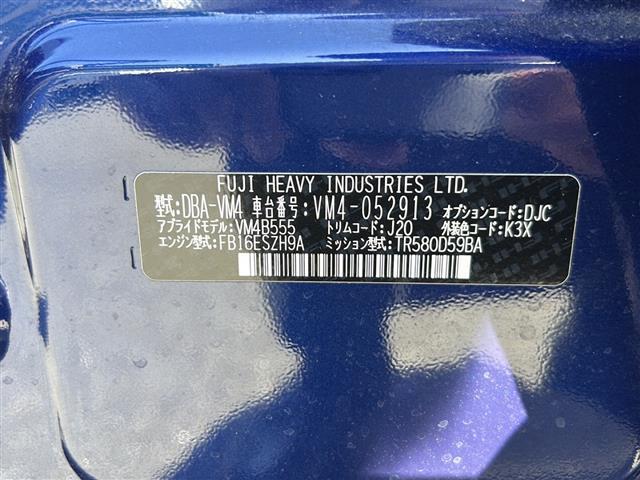 FUJI HEAVY INDUSTRIES LTD.
型式:DBA-VM4 車台番号:VM4-052913 オプションコード:DJC
アプライドモデル:VM4B555 トリムコード:J20 外装色コード:K3X
エンジン型式:FB16ESZH9A ミッション型式:TR580D59BA